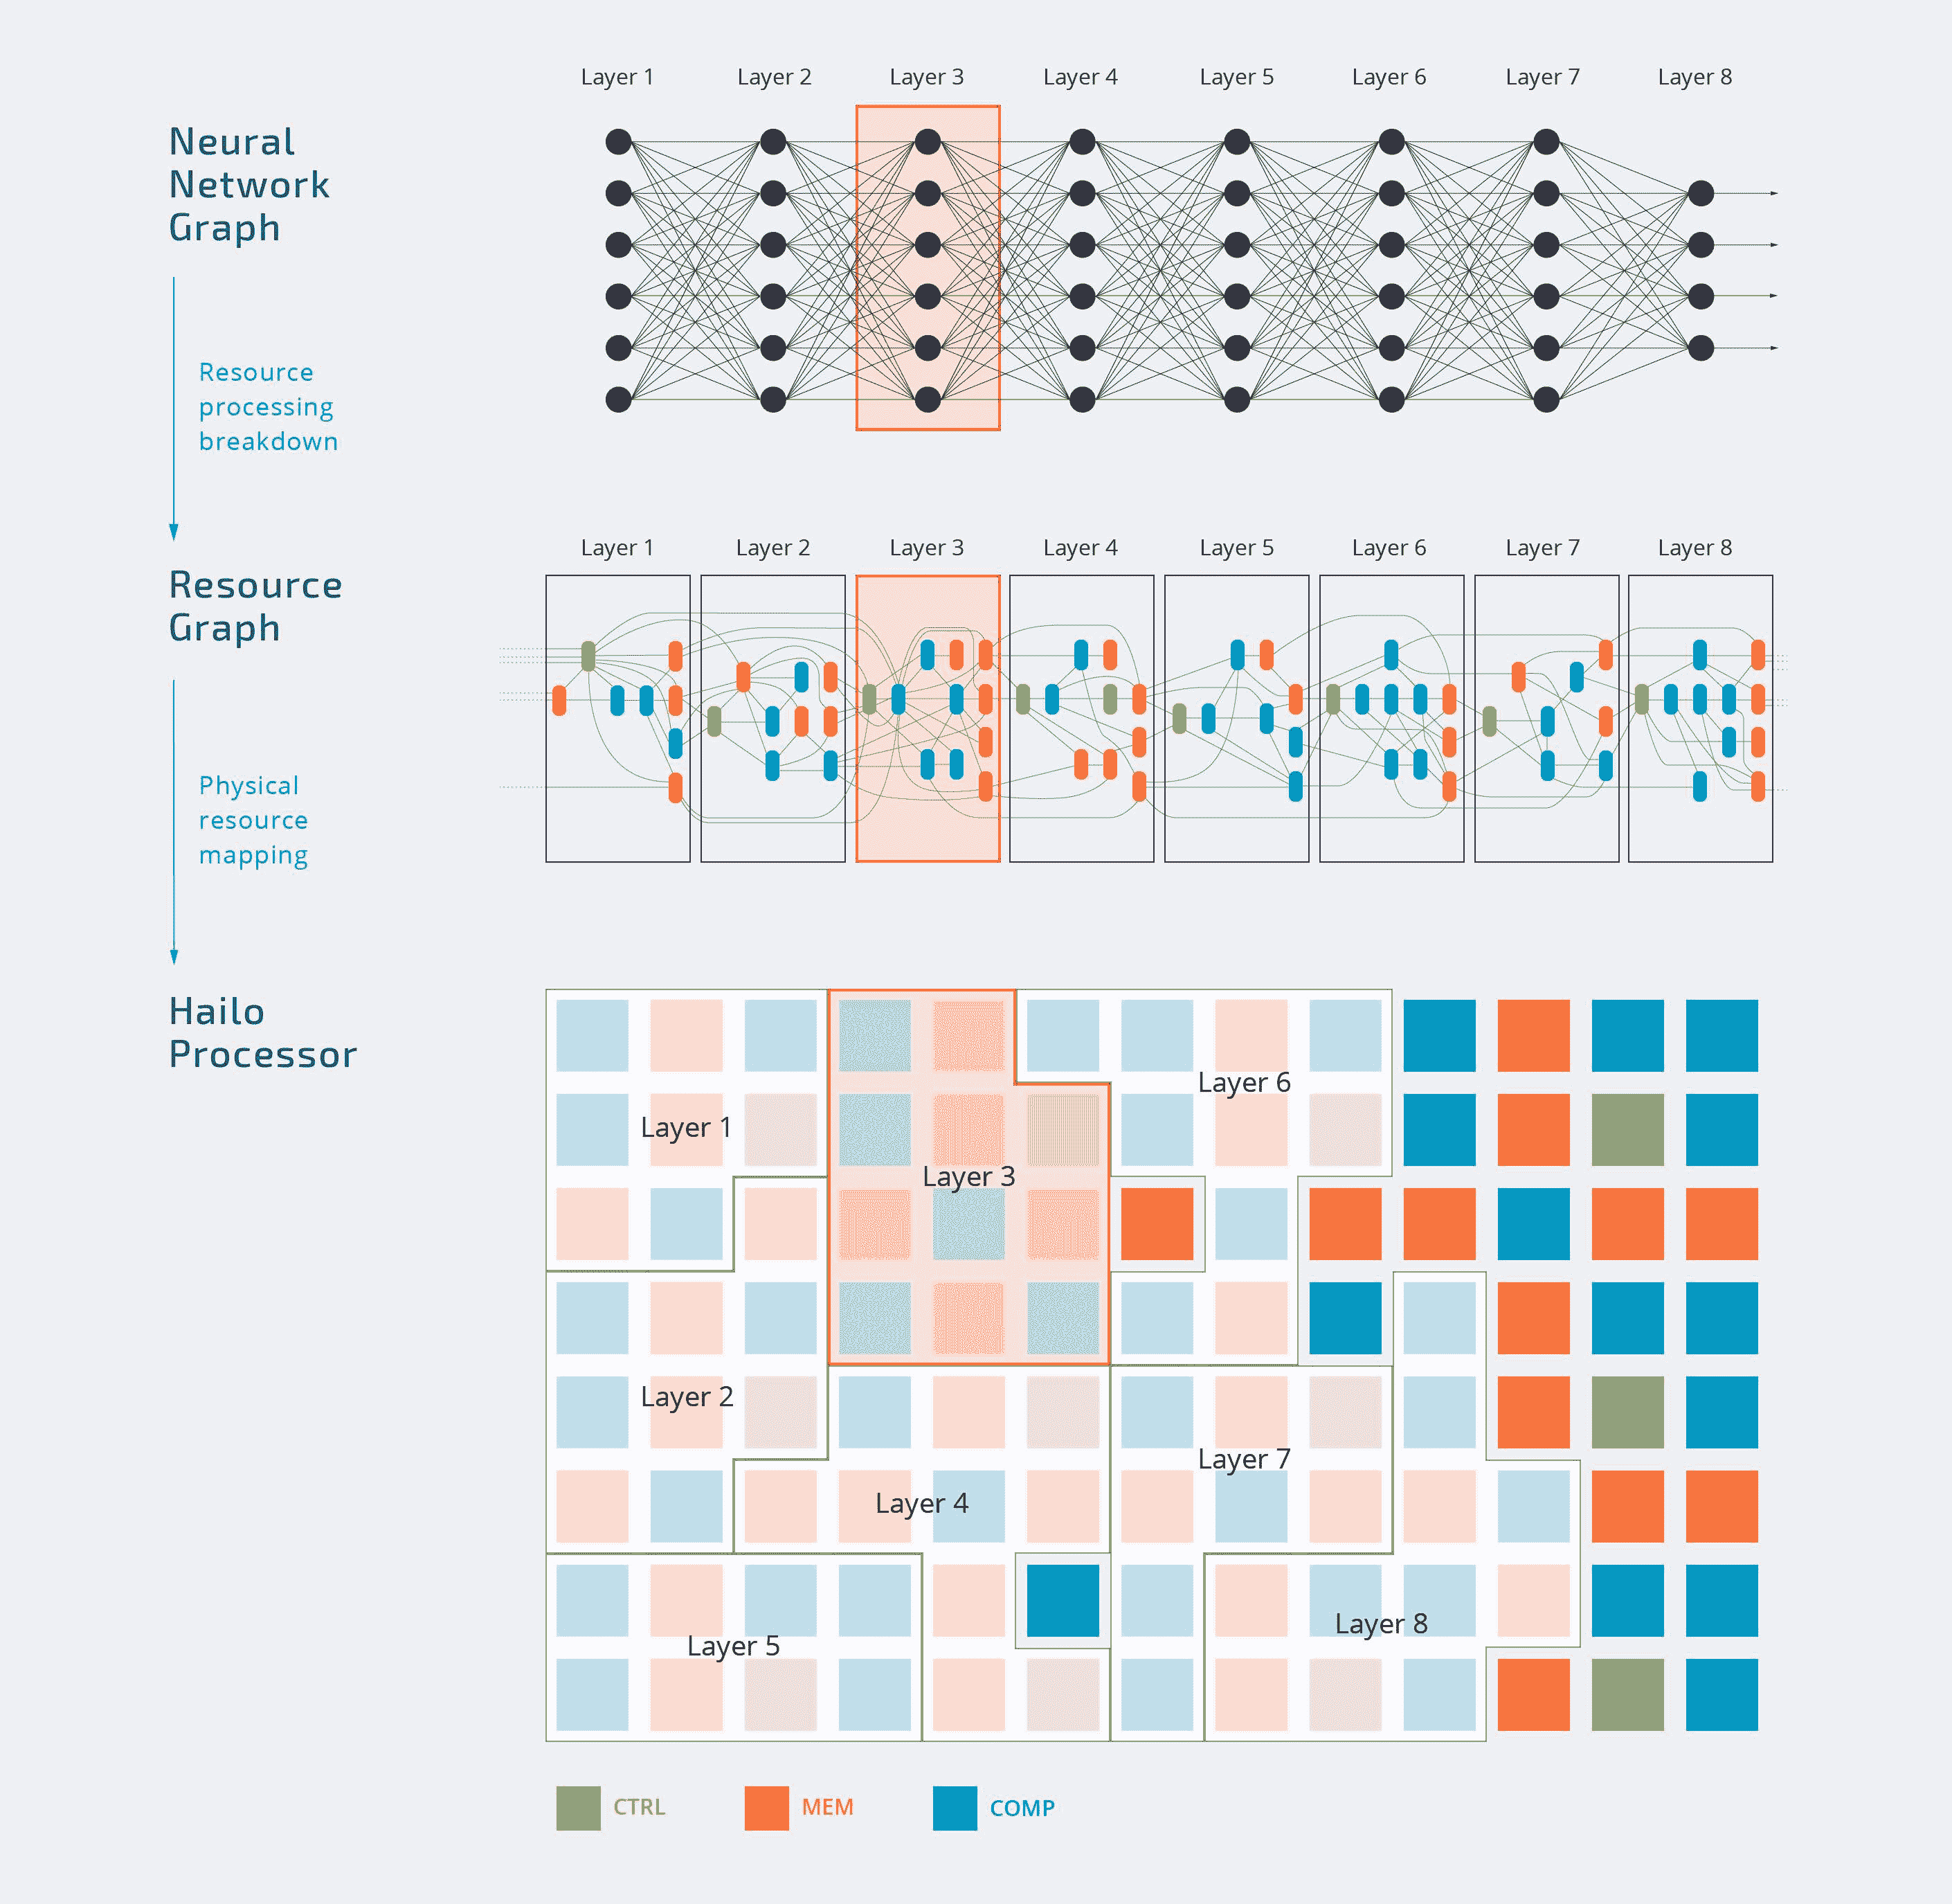 Layer 1 Layer 2 Layer 3 Layer 4 Layer 5 Layer 6 Layer 7 Layer 8
Neural
Network
Graph
Resource
processing
breakdown
Layer 1 Layer 2 Layer 3 Layer 4 Layer 5 Layer 6 Layer 7 Layer 8
Resource
Graph
Physical
resource
mapping
Hailo
Processor
Layer 6
Layer 1
Layer 3
Layer 2
Layer 7
Layer 4
Layer 8
Layer 5
CTRL MEM COMP